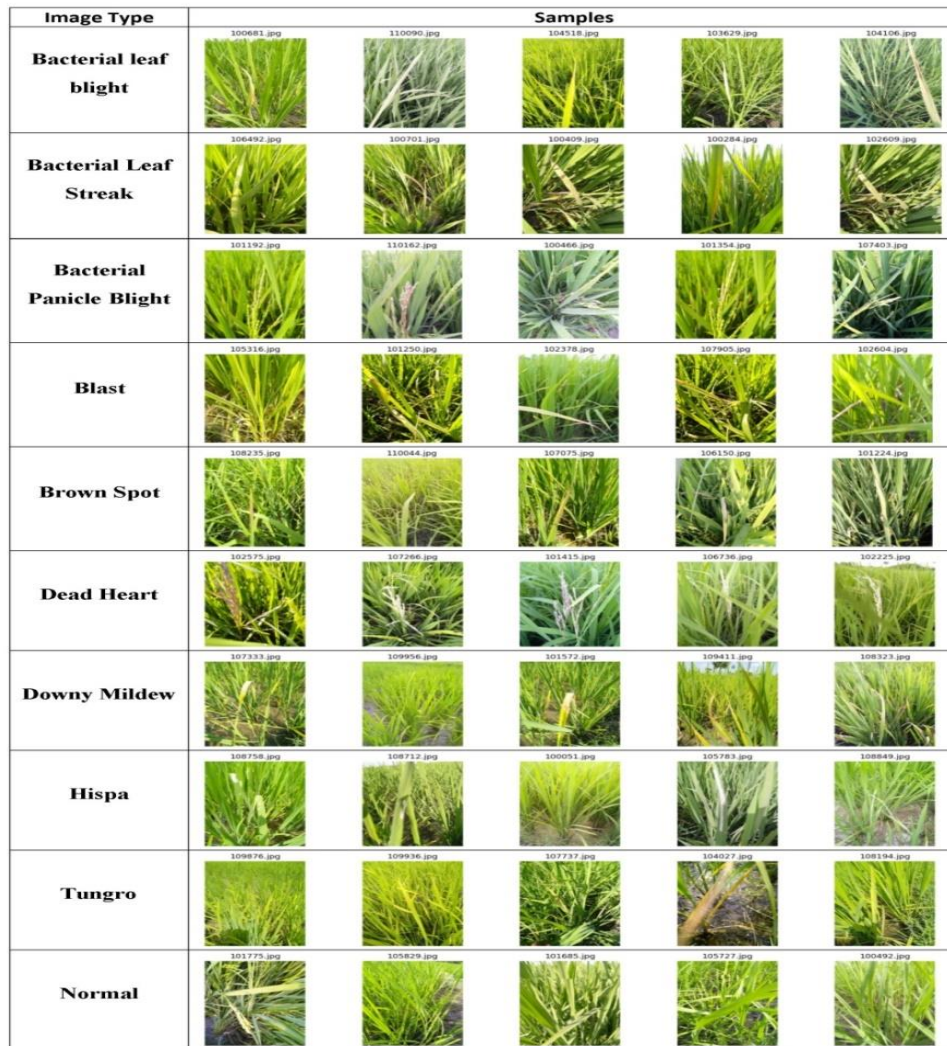 Image Type Samples
100681.jpg 110090.jpg 104518.jpg 103629.jpg 104106.jpg
Bacterial leaf
blight
106492.jpg 100701.jpg 100409.jpg 100284.jpg 102609.jpg
Bacterial Leaf
Streak
101192.jpg 110162.jpg 100466.jpg 101354.jpg 107403.jpg
Bacterial
Panicle Blight
105316.jpg 101250.jpg 102378.jpg 107905.jpg 102604.jpg
Blast
108235.jpg 110044.jpg 107075.jpg 106150.jpg 101224.jpg
Brown Spot
102575.jpg 107266.jpg 101415.jpg 106736.jpg 102225.jpg
Dead Heart
107333.jpg 109956.jpg 101572.jpg 109411.jpg 108323.jpg
Downy Mildew
108758.jpg 108712.jpg 100051.jpg 105783.jpg 108849.jpg
Hispa
109876.jpg 109936.jpg 107737.jpg 104027.jpg 108194.jpg
Tungro
101775.jpg 105829.jpg 101685.jpg 105727.jpg 100492.jpg
Normal